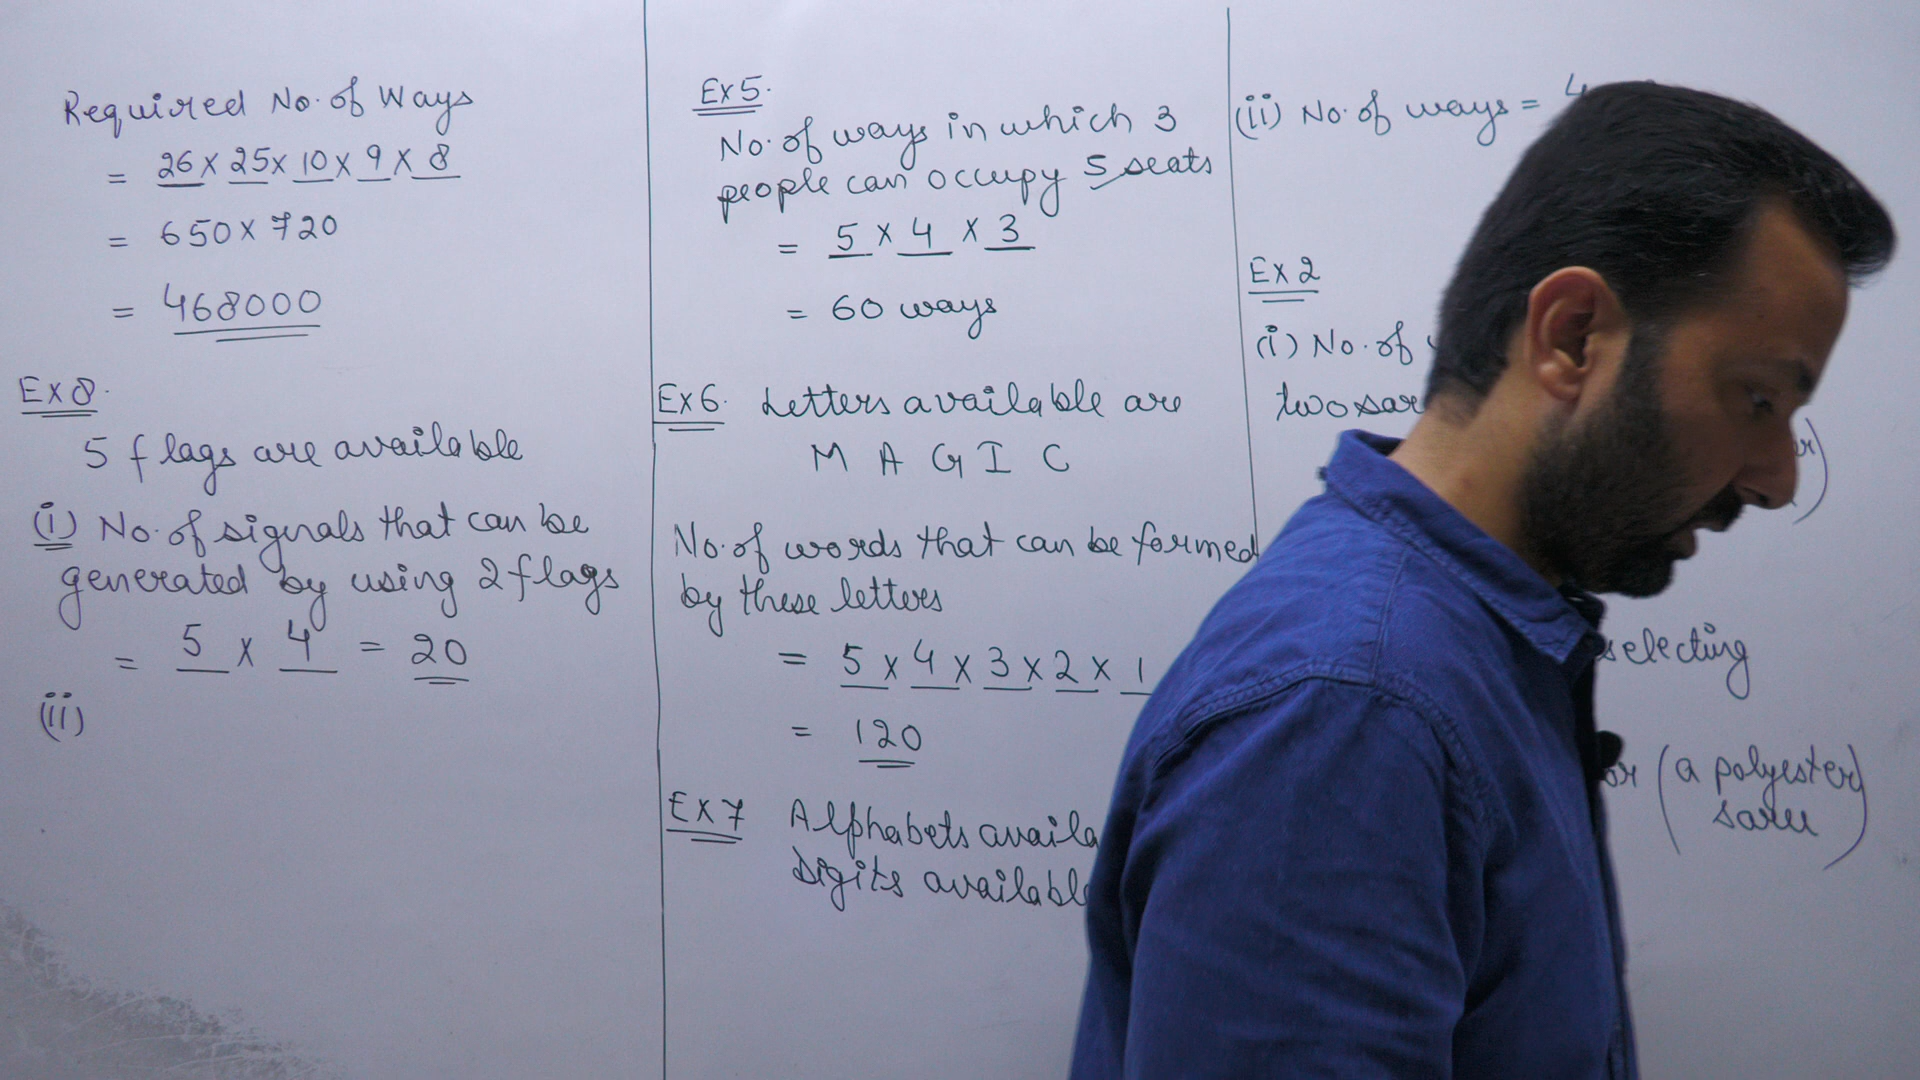 Required No. of Ways
= 26 x 25 x 10 x 9 x 8
= 650 x 720
= 468000
Ex 8.
5 flags are available
(i) No. of signals that can be
generated by using 2 flags
= 5 x 4 = 20
(ii)
Ex 5.
No. of ways in which 3
people can occupy 5 seats
= 5 x 4 x 3
= 60 ways
Ex 6. Letters available are
M A G I C
No. of words that can be formed
by these letters
= 5 x 4 x 3 x 2 x 1
= 120
Ex 7 Alphabets availa
Digits available
(ii) No. of ways = 4
Ex 2
(i) No. of
two sar
selecting
or (a polyester)
saree